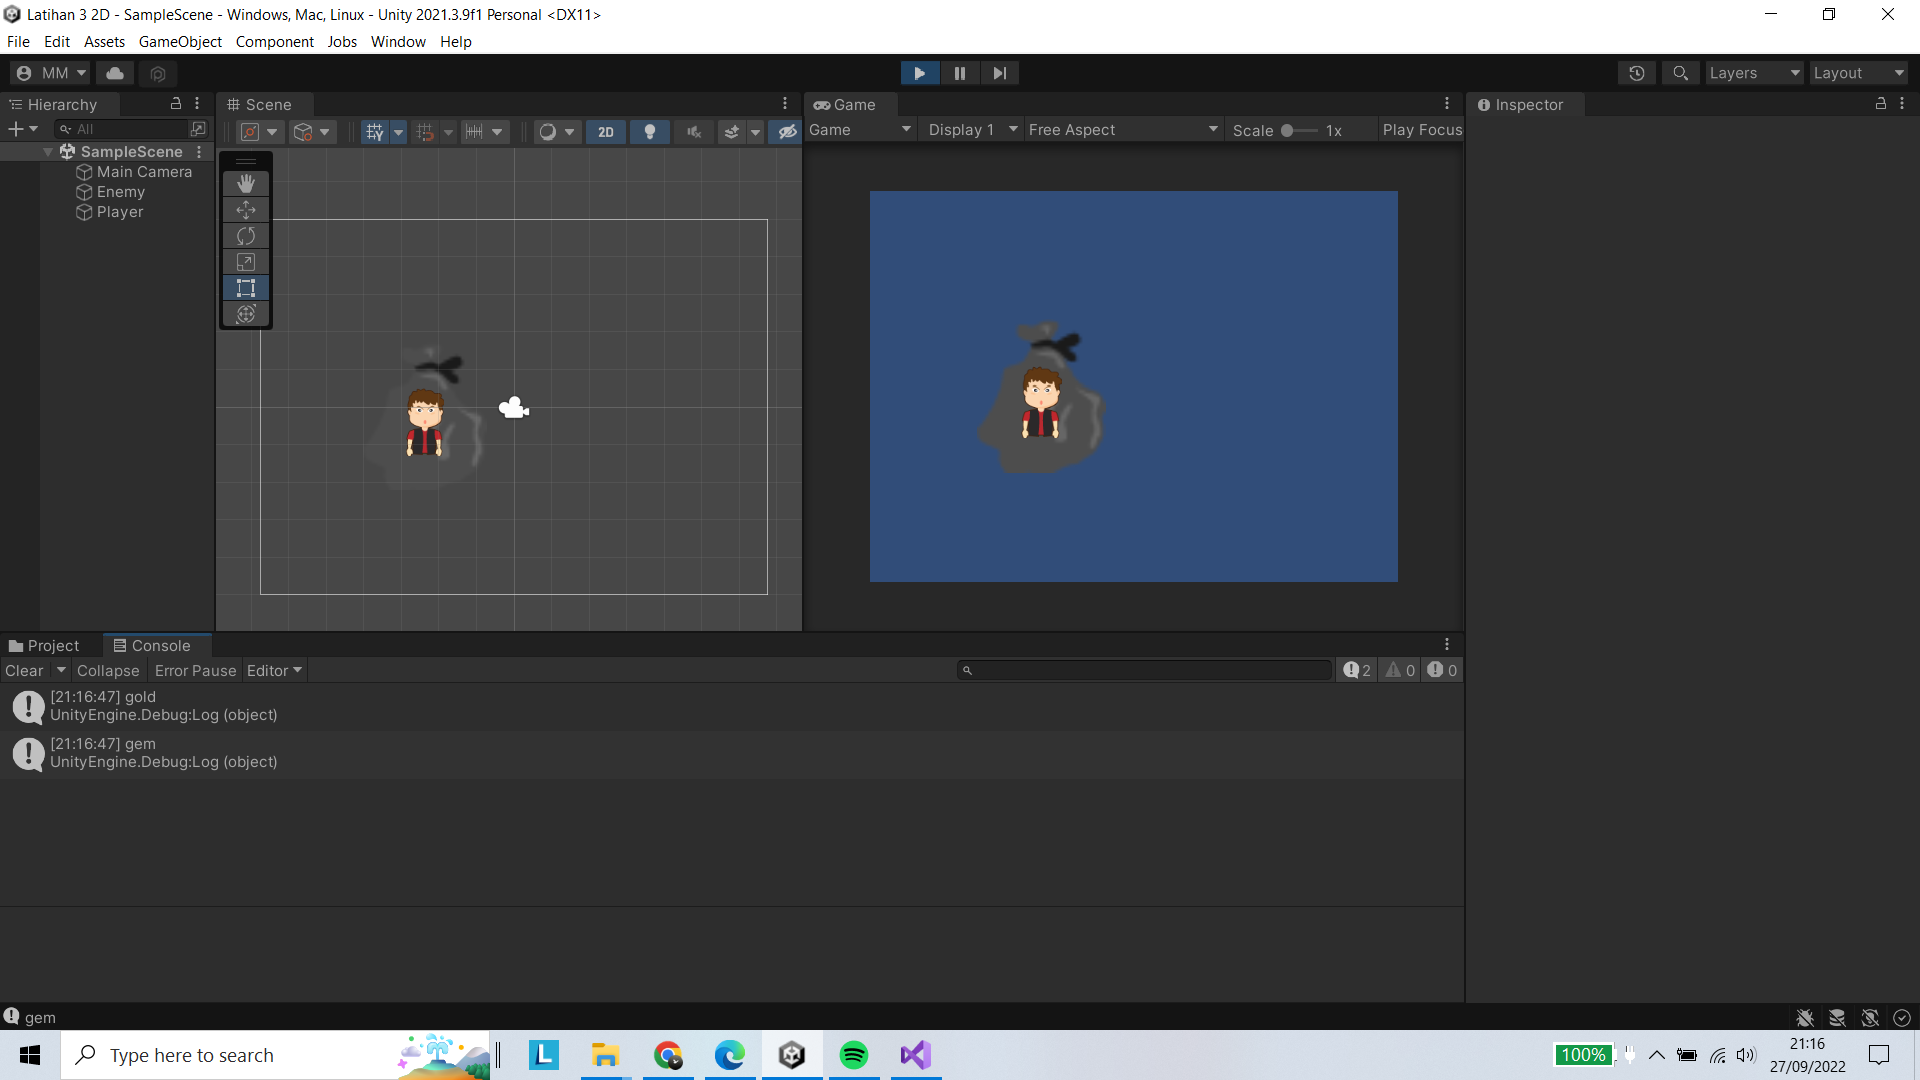 Latihan 3 2D - SampleScene - Windows, Mac, Linux - Unity 2021.3.9f1 Personal <DX11>
File Edit Assets GameObject Component Jobs Window Help
MM
Layers Layout
Hierarchy
All
SampleScene
Main Camera
Enemy
Player
Scene
2D
Game
Game Display 1 Free Aspect Scale 1x Play Focus
Inspector
Project Console
Clear Collapse Error Pause Editor 2 0 0
[21:16:47] gold
UnityEngine.Debug:Log (object)
[21:16:47] gem
UnityEngine.Debug:Log (object)
gem
Type here to search
L
100%
21:16
27/09/2022